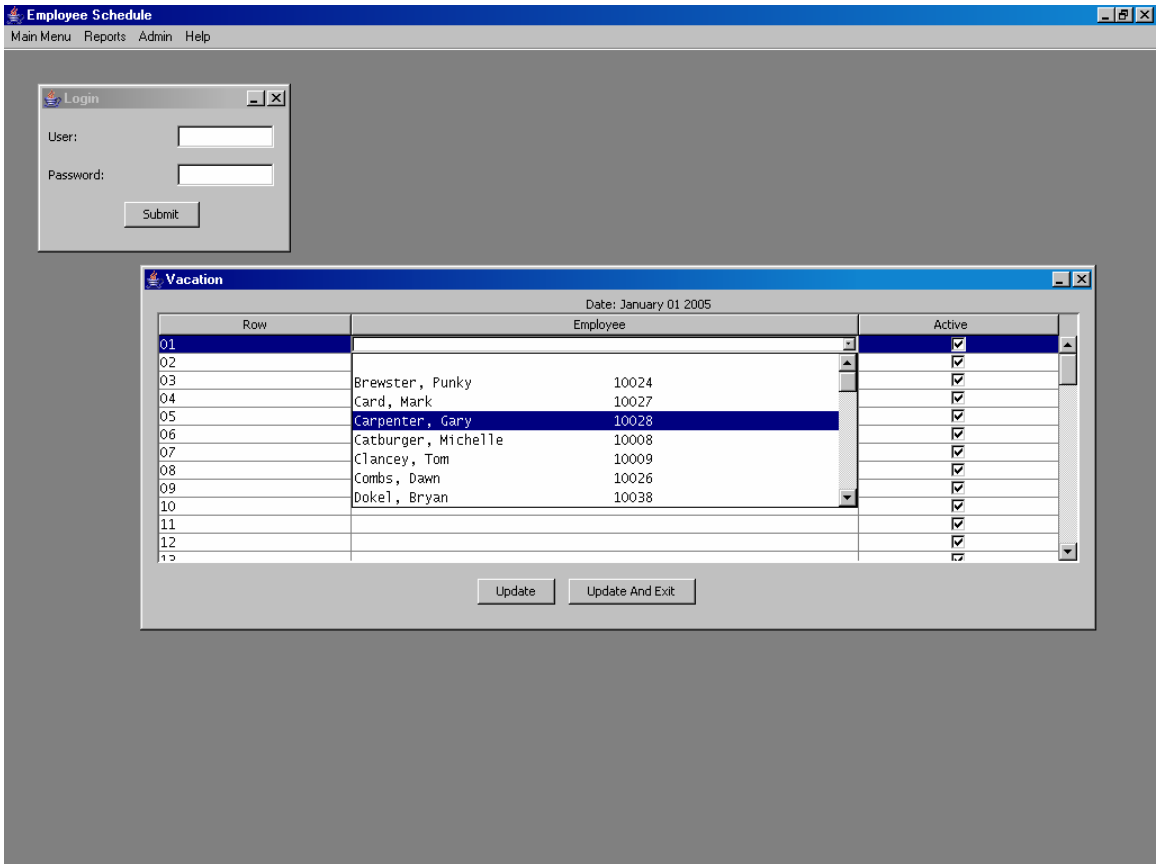 Employee Schedule
Main Menu Reports Admin Help
Login
User:
Password:
Submit
Vacation
Date: January 01 2005
Row Employee Active
01
02
03 Brewster, Punky 10024
04 Card, Mark 10027
05 Carpenter, Gary 10028
06 Catburger, Michelle 10008
07 Clancey, Tom 10009
08 Combs, Dawn 10026
09 Dokel, Bryan 10038
10
11
12
13
Update Update And Exit